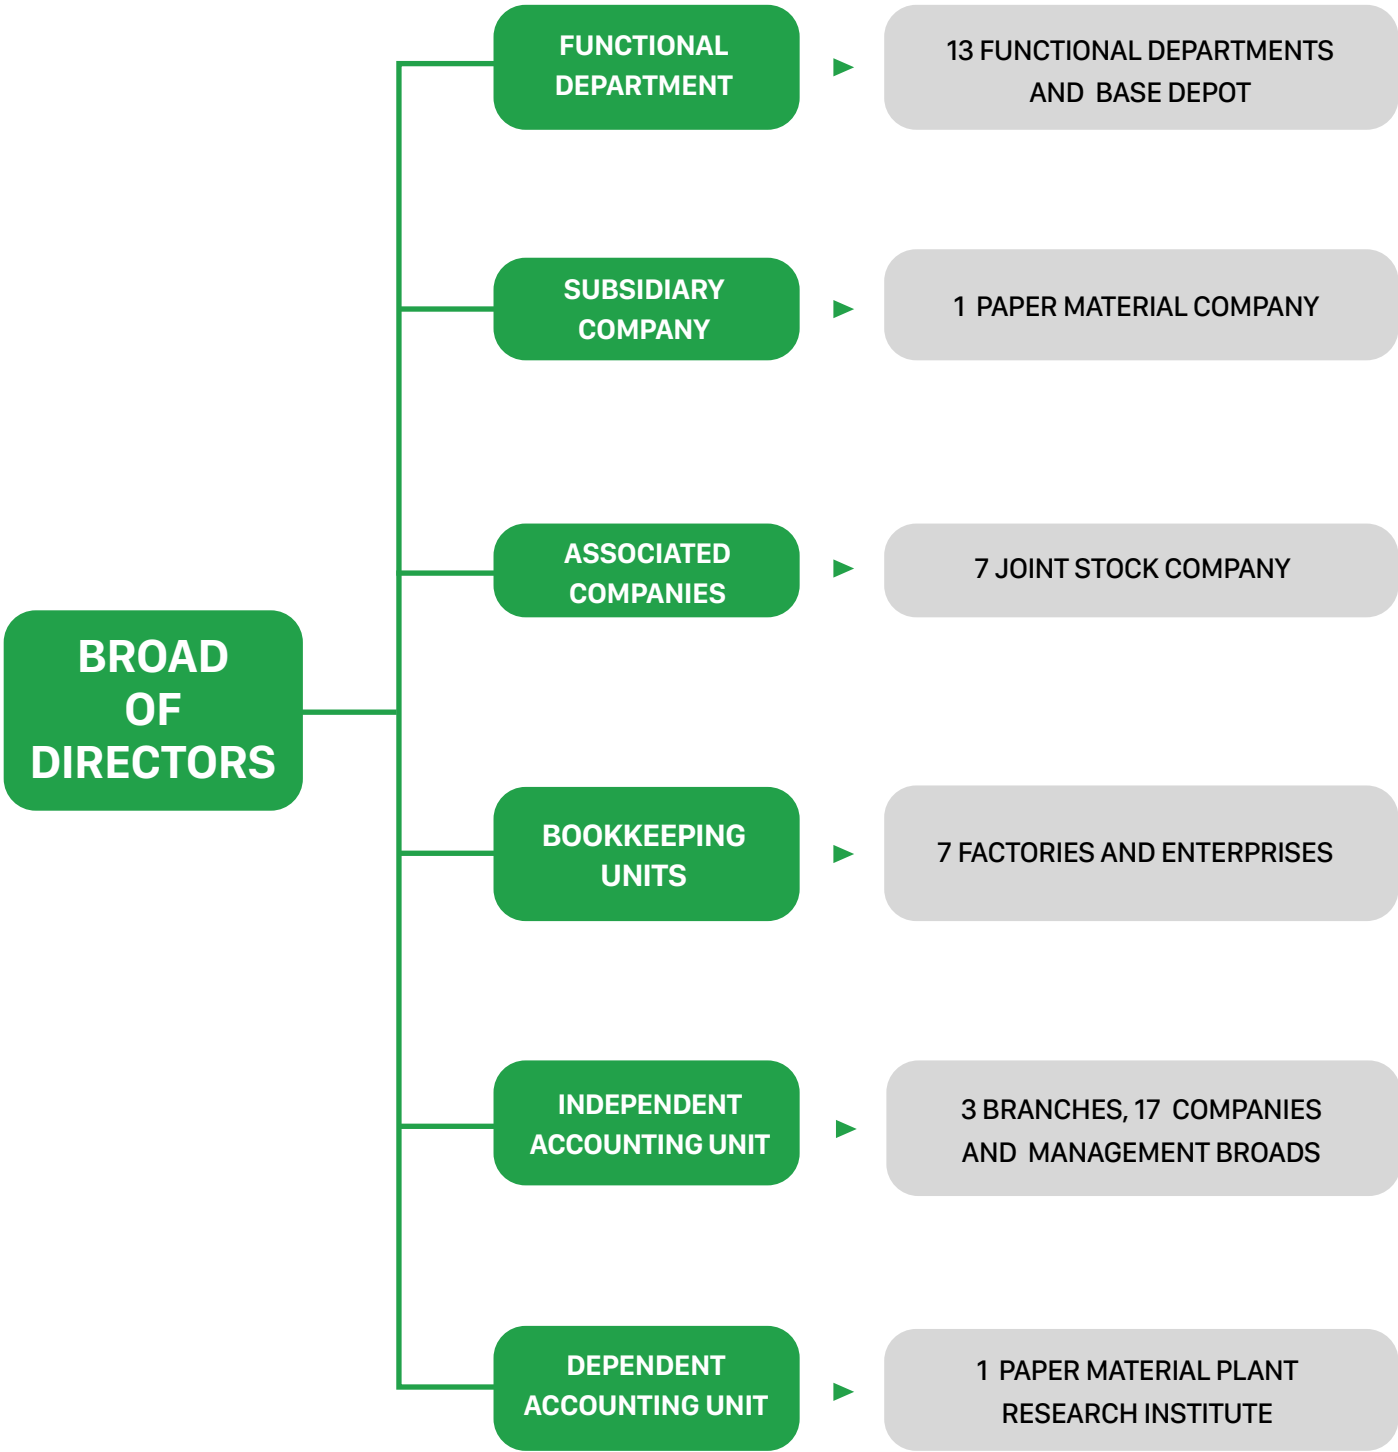 FUNCTIONAL
DEPARTMENT
13 FUNCTIONAL DEPARTMENTS
AND BASE DEPOT
SUBSIDIARY
COMPANY
1 PAPER MATERIAL COMPANY
ASSOCIATED
COMPANIES
7 JOINT STOCK COMPANY
BROAD
OF
DIRECTORS
BOOKKEEPING
UNITS
7 FACTORIES AND ENTERPRISES
INDEPENDENT
ACCOUNTING UNIT
3 BRANCHES, 17 COMPANIES
AND MANAGEMENT BROADS
DEPENDENT
ACCOUNTING UNIT
1 PAPER MATERIAL PLANT
RESEARCH INSTITUTE